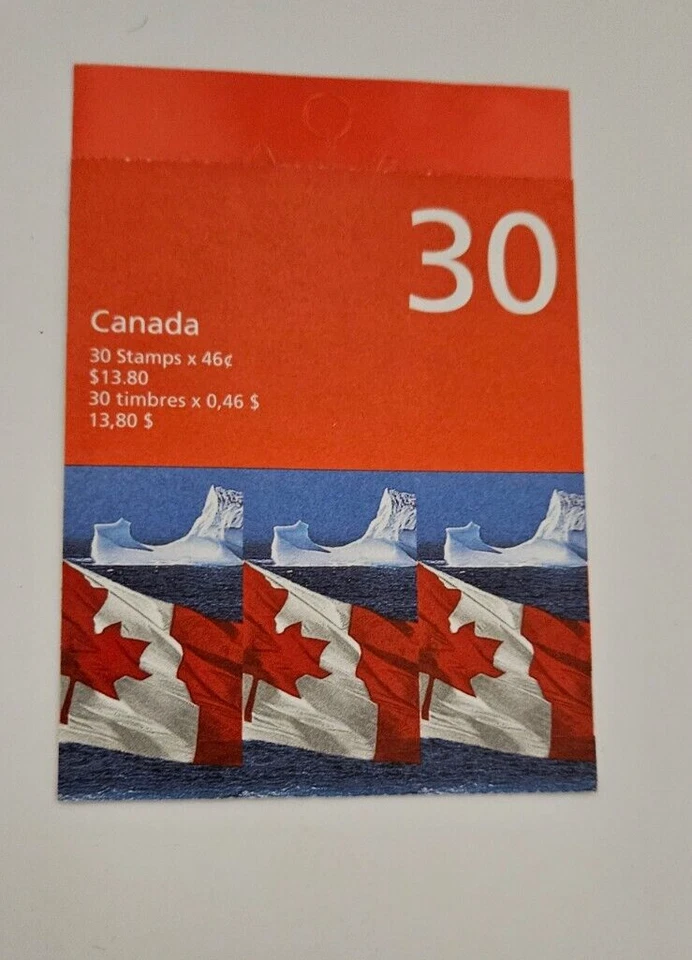 30
Canada
30 Stamps x 46¢
$13.80
30 timbres x 0,46 $
13,80 $